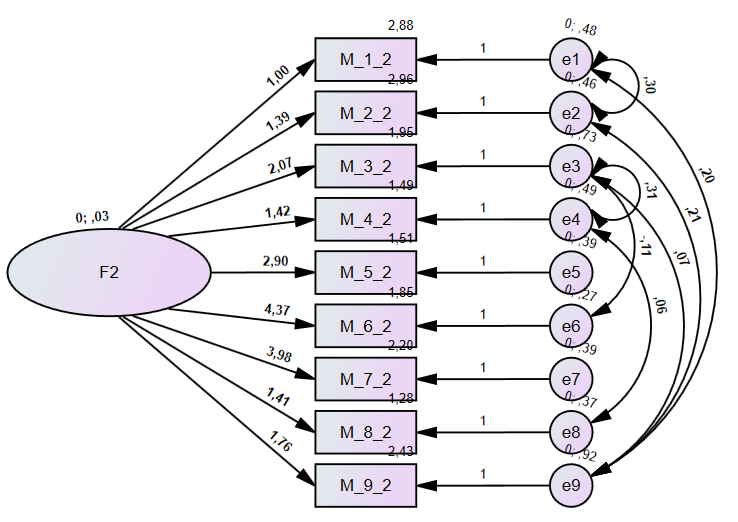 2,88
0; ,48
M_1_2
1
e1
1,00
2,96
0; ,46
,30
M_2_2
1
e2
1,39
1,95
0; ,73
M_3_2
1
e3
2,07
,20
1,49
0; ,49
,31
M_4_2
1
e4
1,42
,21
0; ,03
1,51
0; ,39
-,11
,07
F2
2,90
M_5_2
1
e5
1,85
0; ,27
,06
4,37
M_6_2
1
e6
2,20
0; ,39
3,98
M_7_2
1
e7
1,28
0; ,37
1,41
M_8_2
1
e8
2,43
0; ,92
1,76
M_9_2
1
e9